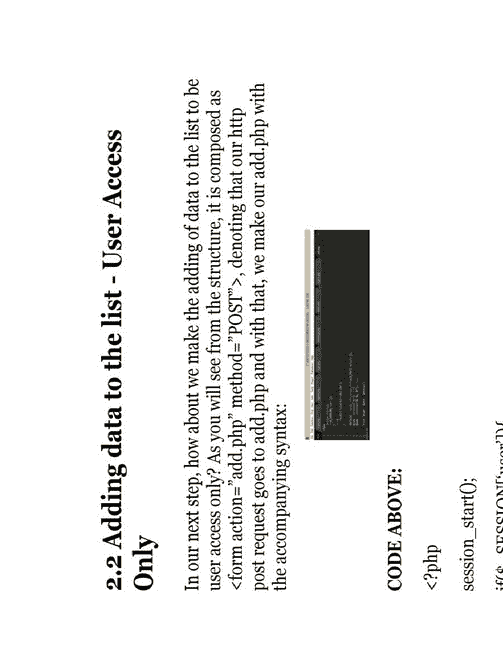 2.2 Adding data to the list - User Access
Only
In our next step, how about we make the adding of data to the list to be
user access only? As you will see from the structure, it is composed as
<form action=”add.php” method=”POST”>, denoting that our http
post request goes to add.php and with that, we make our add.php with
the accompanying syntax:
CODE ABOVE:
<?php
session_start();
if($_SESSION['user']){